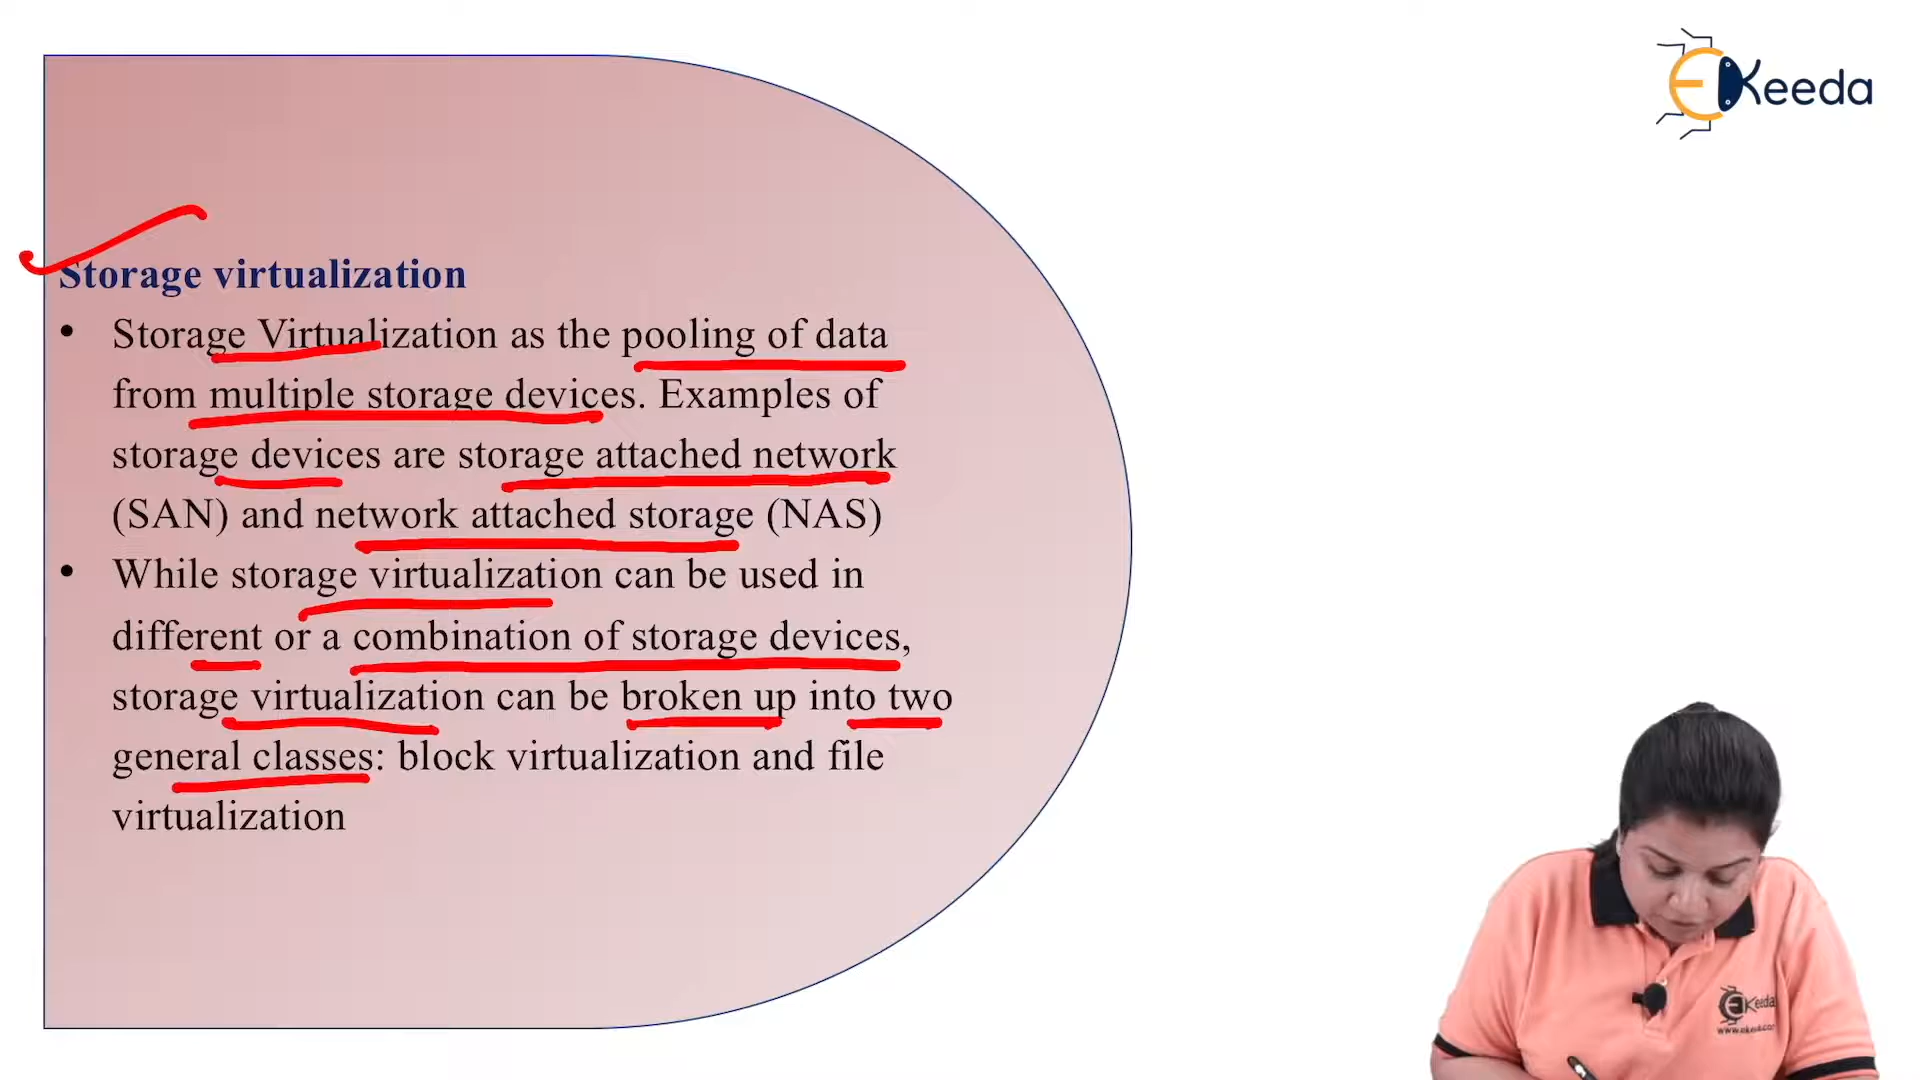 EKeeda
Storage virtualization
• Storage Virtualization as the pooling of data
from multiple storage devices. Examples of
storage devices are storage attached network
(SAN) and network attached storage (NAS)
• While storage virtualization can be used in
different or a combination of storage devices,
storage virtualization can be broken up into two
general classes: block virtualization and file
virtualization
EKeeda